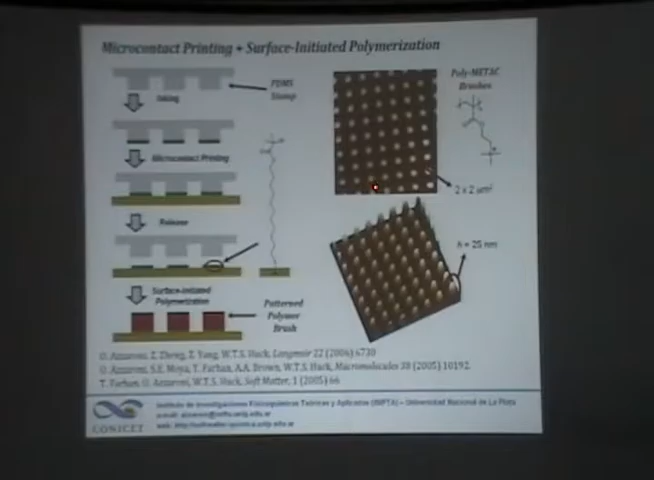 Microcontact Printing + Surface-Initiated Polymerization
PDMS
Stamp
Inking
Microcontact Printing
Release
Surface-initiated
Polymerization
Patterned
Polymer
Brush
Poly-METAC
Brushes
2 x 2 μm²
h = 25 nm
O. Azzaroni, Z. Zheng, Z. Yang, W.T.S. Huck, Langmuir 22 (2006) 6730
O. Azzaroni, S.E. Moya, T. Farhan, A.A. Brown, W.T.S. Huck, Macromolecules 38 (2005) 10192.
T. Farhan, O. Azzaroni, W.T.S. Huck, Soft Matter, 1 (2005) 66
CONICET
Instituto de Investigaciones Fisicoquímicas Teóricas y Aplicadas (INIFTA) – Universidad Nacional de La Plata